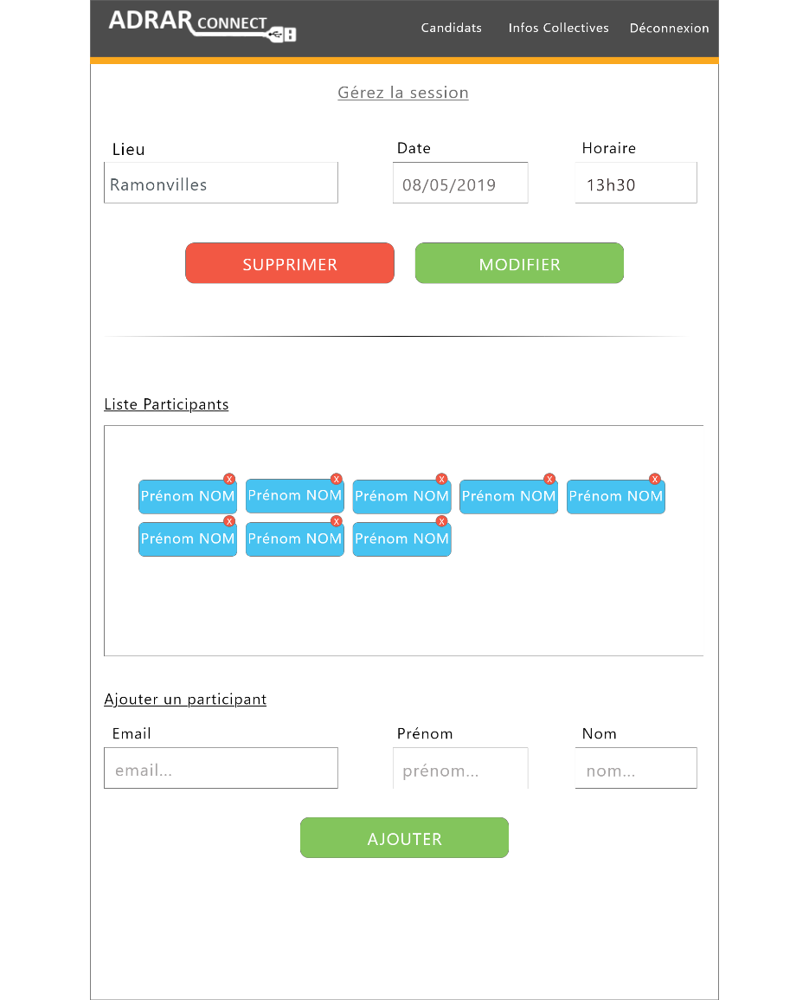 ADRAR CONNECT
Candidats Infos Collectives Déconnexion
Gérez la session
Lieu Date Horaire
Ramonvilles 08/05/2019 13h30
SUPPRIMER MODIFIER
Liste Participants
X X X X X
Prénom NOM Prénom NOM Prénom NOM Prénom NOM Prénom NOM
X X X
Prénom NOM Prénom NOM Prénom NOM
Ajouter un participant
Email Prénom Nom
email... prénom... nom...
AJOUTER